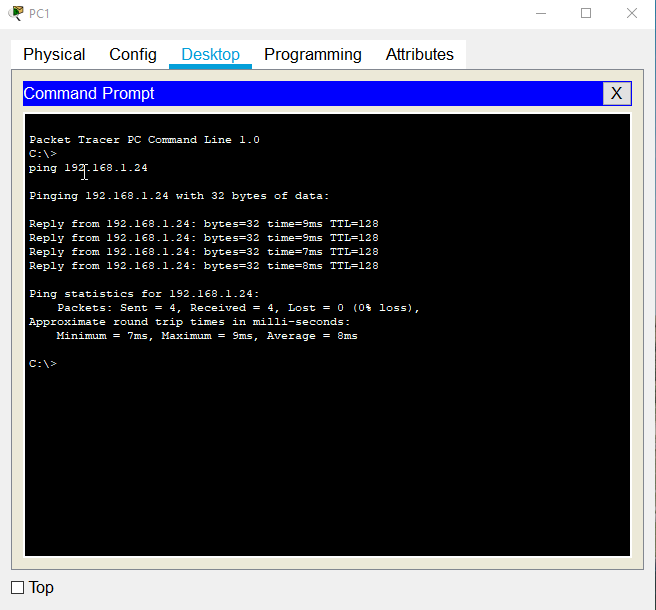 PC1
Physical Config Desktop Programming Attributes
Command Prompt X
Packet Tracer PC Command Line 1.0
C:\>
ping 192.168.1.24
Pinging 192.168.1.24 with 32 bytes of data:
Reply from 192.168.1.24: bytes=32 time=9ms TTL=128
Reply from 192.168.1.24: bytes=32 time=9ms TTL=128
Reply from 192.168.1.24: bytes=32 time=7ms TTL=128
Reply from 192.168.1.24: bytes=32 time=8ms TTL=128
Ping statistics for 192.168.1.24:
Packets: Sent = 4, Received = 4, Lost = 0 (0% loss),
Approximate round trip times in milli-seconds:
Minimum = 7ms, Maximum = 9ms, Average = 8ms
C:\>
Top